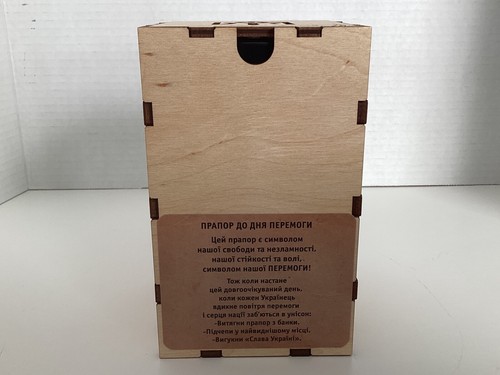 ПРАПОР ДО ДНЯ ПЕРЕМОГИ
Цей прапор є символом
нашої свободи та незламності,
нашої стійкості та волі,
символом нашої ПЕРЕМОГИ!
Тож коли настане
цей довгоочікуваний день,
коли кожен Українець
вдихне повітря перемоги
і серця нації заб'ються в унісон:
-Витягни прапор з банки.
-Підніми у найвиднішому місці.
-Вигукни «Слава Україні».